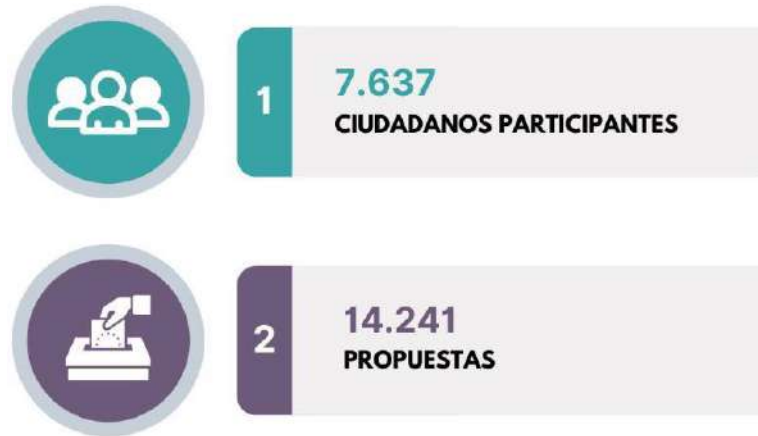 1
7.637
CIUDADANOS PARTICIPANTES
2
14.241
PROPUESTAS